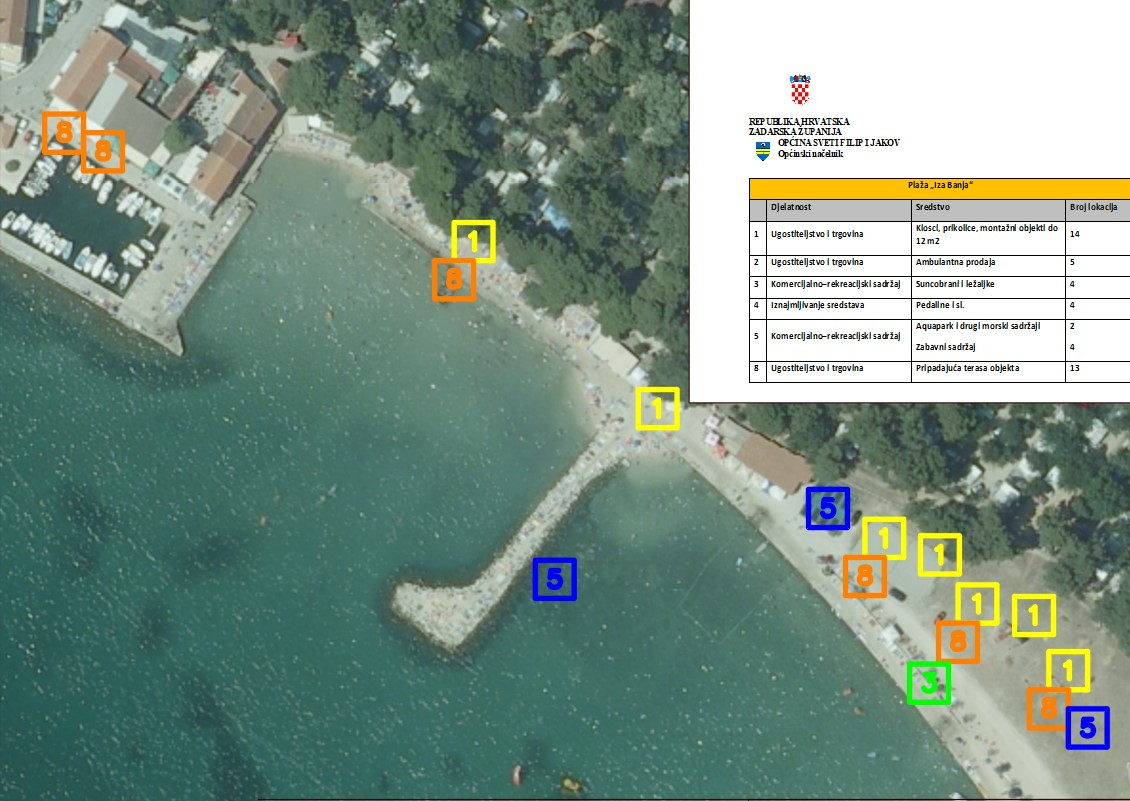 REPUBLIKA HRVATSKA
ZADARSKA ŽUPANIJA
OPĆINA SVETI FILIP I JAKOV
Općinski načelnik
Plaža „Iza Banja"
Djelatnost Sredstvo Broj lokacija
1 Ugostiteljstvo i trgovina Kiosci, prikolice, montažni objekti do 12 m2 14
2 Ugostiteljstvo i trgovina Ambulantna prodaja 5
3 Komercijalno–rekreacijski sadržaj Suncobrani i ležaljke 4
4 Iznajmljivanje sredstava Pedaline i sl. 4
5 Komercijalno–rekreacijski sadržaj Aquapark i drugi morski sadržaji 2
Zabavni sadržaj 4
8 Ugostiteljstvo i trgovina Pripadajuća terasa objekta 13
8
8
1
8
1
5
1
1
8
5
1
1
8
1
3
8
5